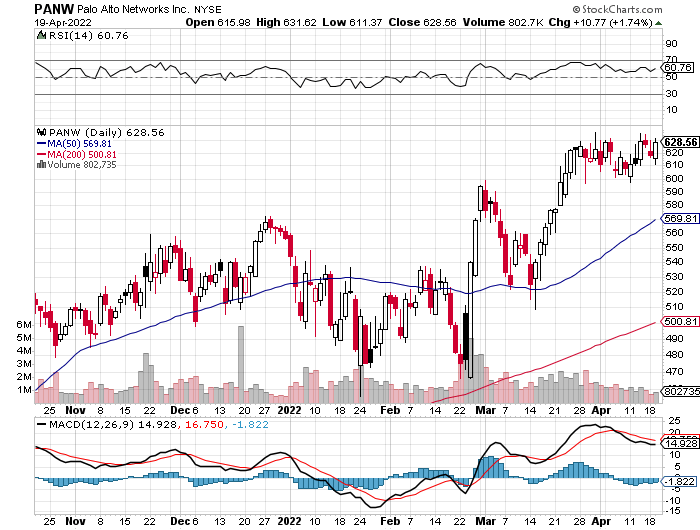 PANW Palo Alto Networks Inc. NYSE © StockCharts.com
19-Apr-2022 Open 615.98 High 631.62 Low 611.37 Close 628.56 Volume 802.7K Chg +10.77 (+1.74%)
RSI(14) 60.76
90
70
60.76
50
30
10
PANW (Daily) 628.56
MA(50) 569.81
MA(200) 500.81
Volume 802,735
628.56
620
610
600
590
580
569.81
560
550
540
530
520
510
500.81
490
480
470
460
802735
6M
5M
4M
3M
2M
1M
25 Nov 8 15 22 Dec 6 13 20 27 2022 10 18 24 Feb 7 14 22 Mar 7 14 21 28 Apr 11 18
MACD(12,26,9) 14.928, 16.750, -1.822
25
20
14.928
10
5
0
-1.822
-10
-15
25 Nov 8 15 22 Dec 6 13 20 27 2022 10 18 24 Feb 7 14 22 Mar 7 14 21 28 Apr 11 18